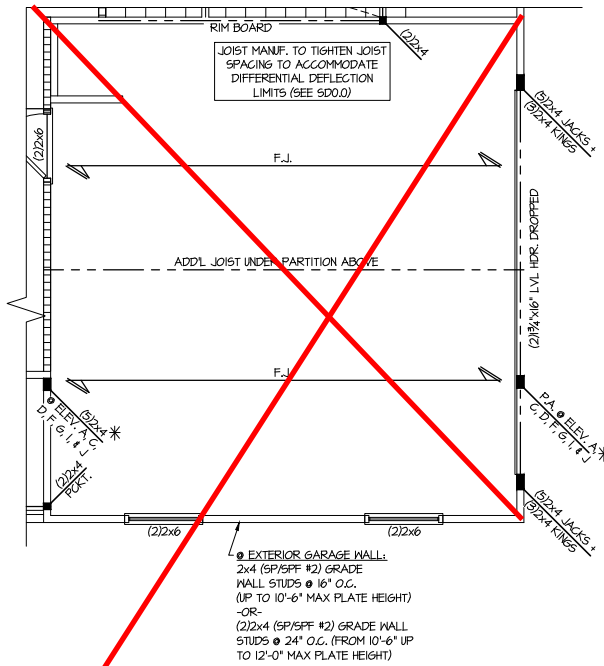 RIM BOARD
(2)2x4
JOIST MANUF. TO TIGHTEN JOIST
SPACING TO ACCOMMODATE
DIFFERENTIAL DEFLECTION
LIMITS (SEE SD0.0)
(5)2x4 JACKS +
(3)2x4 KINGS
(2)2x6
F.J.
(2)1¾"x16" LVL HDR. DROPPED
ADD'L JOIST UNDER PARTITION ABOVE
F.J.
(5)2x4 *
@ ELEV. A, C,
D, F, G, I, & J
P.A. @ ELEV. A *
C, D, F, G, I, & J
(2)2x4
PORT.
(5)2x4 JACKS +
(3)2x4 KINGS
(2)2x6
(2)2x6
@ EXTERIOR GARAGE WALL:
2x4 (SP/SPF #2) GRADE
WALL STUDS @ 16" O.C.
(UP TO 10'-6" MAX PLATE HEIGHT)
-OR-
(2)2x4 (SP/SPF #2) GRADE WALL
STUDS @ 24" O.C. (FROM 10'-6" UP
TO 12'-0" MAX PLATE HEIGHT)